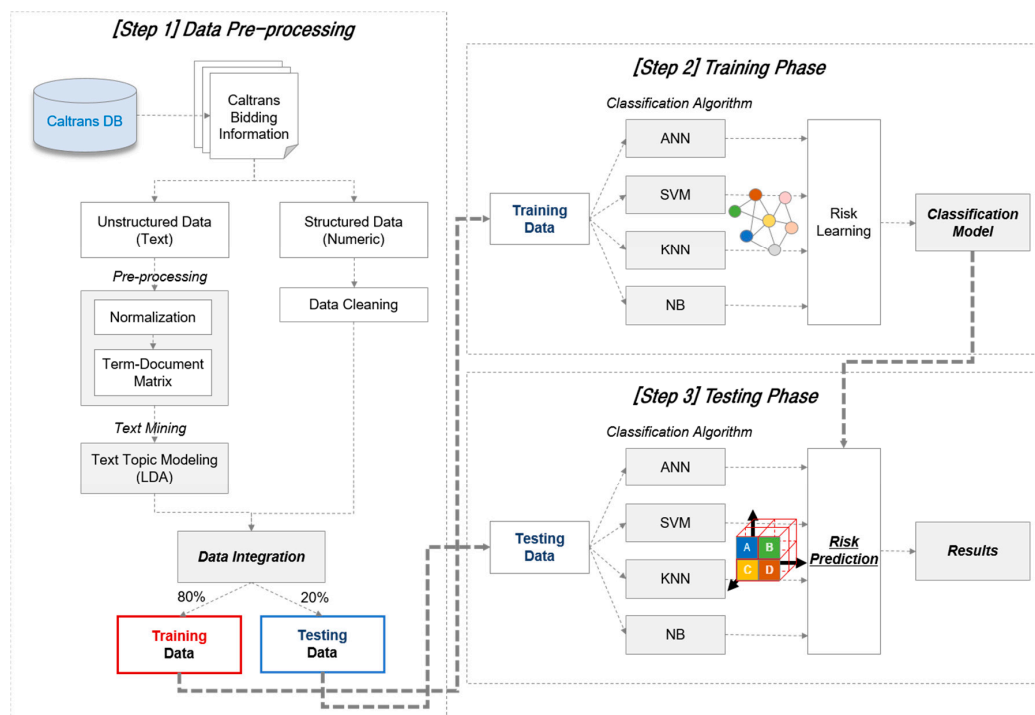 [Step 1] Data Pre-processing
Caltrans DB
Caltrans
Bidding
Information
Unstructured Data
(Text)
Structured Data
(Numeric)
Pre-processing
Normalization
Term-Document
Matrix
Data Cleaning
Text Mining
Text Topic Modeling
(LDA)
Data Integration
80%
20%
Training
Data
Testing
Data
[Step 2] Training Phase
Classification Algorithm
Training
Data
ANN
SVM
KNN
NB
Risk
Learning
Classification
Model
[Step 3] Testing Phase
Classification Algorithm
Testing
Data
ANN
SVM
KNN
NB
A B
C D
Risk
Prediction
Results